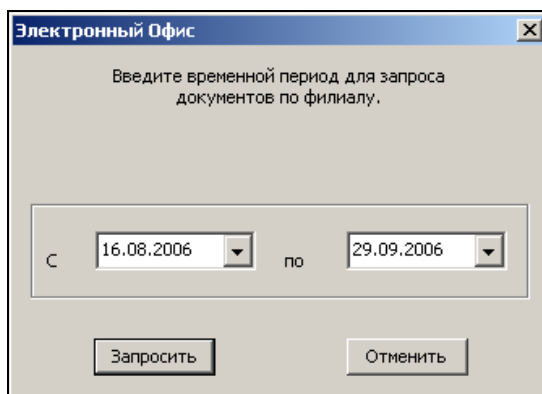 Электронный Офис
Введите временной период для запроса
документов по филиалу.
С 16.08.2006 по 29.09.2006
Запросить Отменить